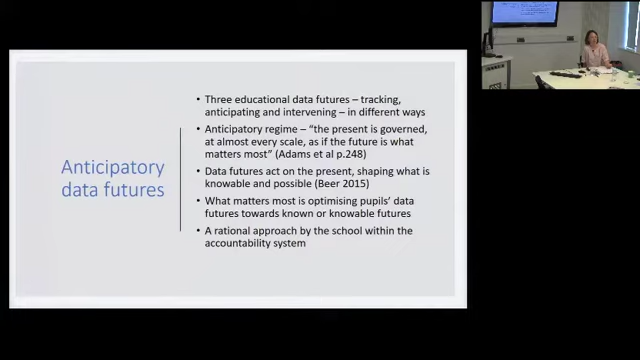 Anticipatory
data futures
• Three educational data futures – tracking,
anticipating and intervening – in different ways
• Anticipatory regime – “the present is governed,
at almost every scale, as if the future is what
matters most” (Adams et al p.248)
• Data futures act on the present, shaping what is
knowable and possible (Beer 2015)
• What matters most is optimising pupils’ data
futures towards known or knowable futures
• A rational approach by the school within the
accountability system